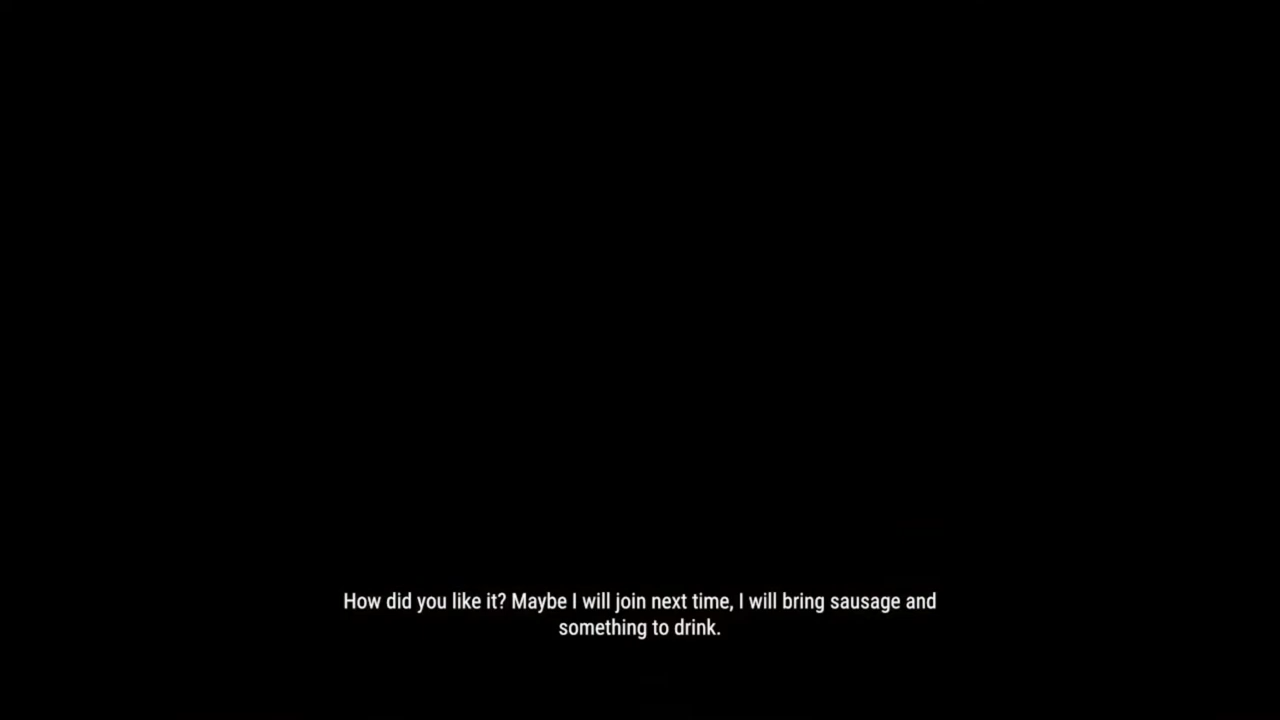 How did you like it? Maybe I will join next time, I will bring sausage and
something to drink.